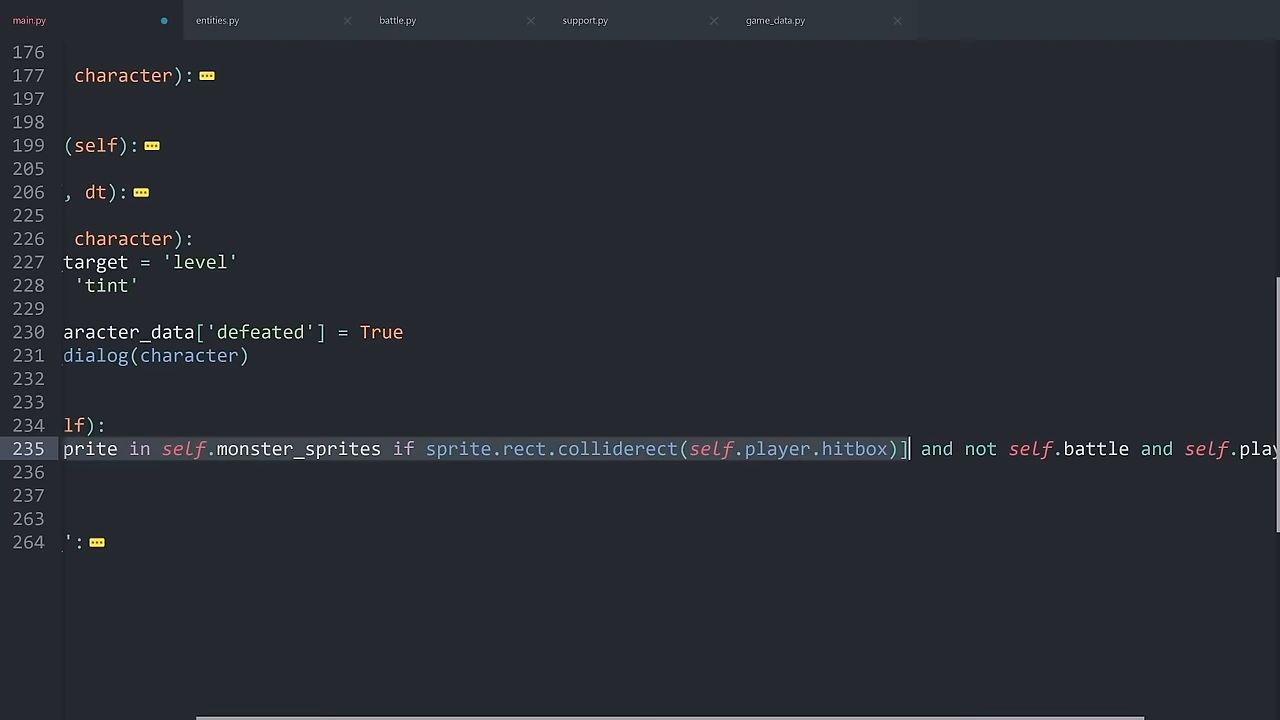 main.py entities.py battle.py support.py game_data.py
176
177 character):
197
198
199 (self):
205
206 , dt):
225
226 character):
227 target = 'level'
228 'tint'
229
230 aracter_data['defeated'] = True
231 dialog(character)
232
233
234 lf):
235 prite in self.monster_sprites if sprite.rect.colliderect(self.player.hitbox)] and not self.battle and self.play
236
237
263
264 ':